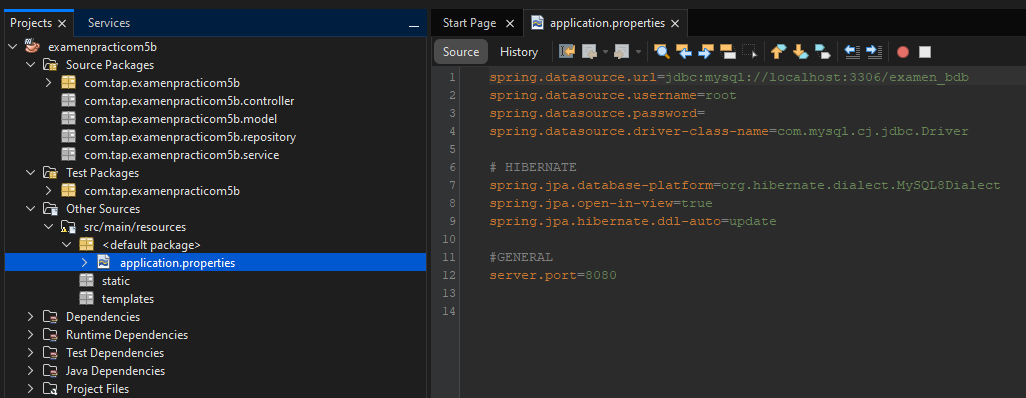 Projects
Services
examenpracticom5b
Source Packages
com.tap.examenpracticom5b
com.tap.examenpracticom5b.controller
com.tap.examenpracticom5b.model
com.tap.examenpracticom5b.repository
com.tap.examenpracticom5b.service
Test Packages
com.tap.examenpracticom5b
Other Sources
src/main/resources
<default package>
application.properties
static
templates
Dependencies
Runtime Dependencies
Test Dependencies
Java Dependencies
Project Files
Start Page
application.properties
Source
History
1 spring.datasource.url=jdbc:mysql://localhost:3306/examen_bdb
2 spring.datasource.username=root
3 spring.datasource.password=
4 spring.datasource.driver-class-name=com.mysql.cj.jdbc.Driver
5
6 # HIBERNATE
7 spring.jpa.database-platform=org.hibernate.dialect.MySQL8Dialect
8 spring.jpa.open-in-view=true
9 spring.jpa.hibernate.ddl-auto=update
10
11 #GENERAL
12 server.port=8080
13
14